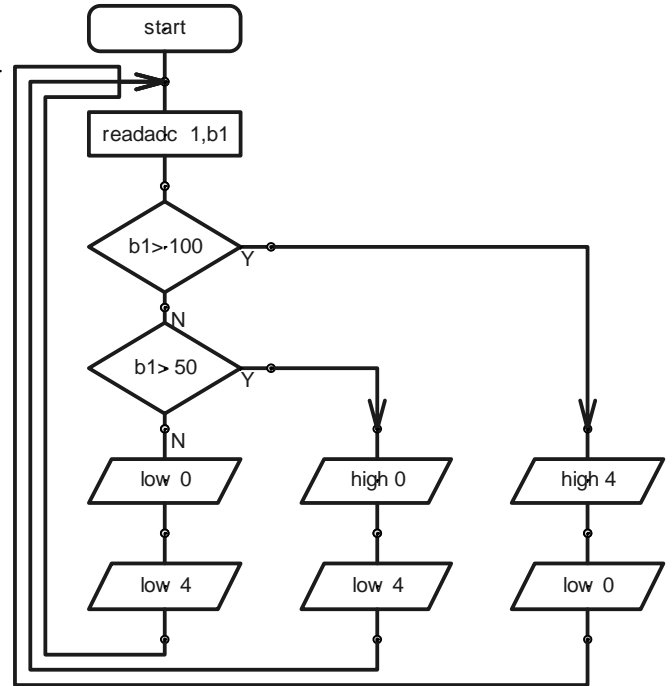 start
readadc 1,b1
b1> 100
Y
N
b1> 50
Y
N
low 0
high 0
high 4
low 4
low 4
low 0